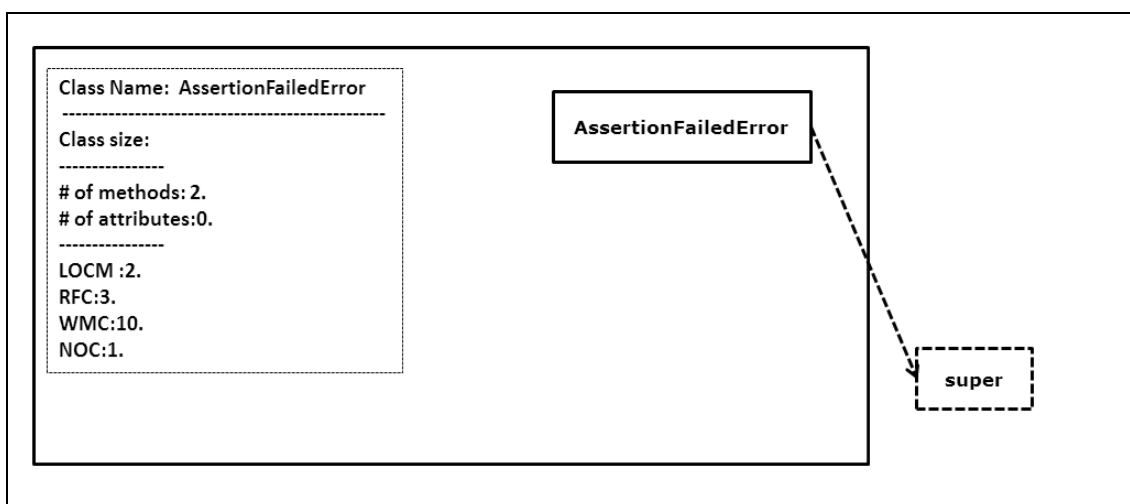 Class Name: AssertionFailedError
------------------------------------------------
Class size:
----------------
# of methods: 2.
# of attributes:0.
----------------
LOCM :2.
RFC:3.
WMC:10.
NOC:1.
AssertionFailedError
super